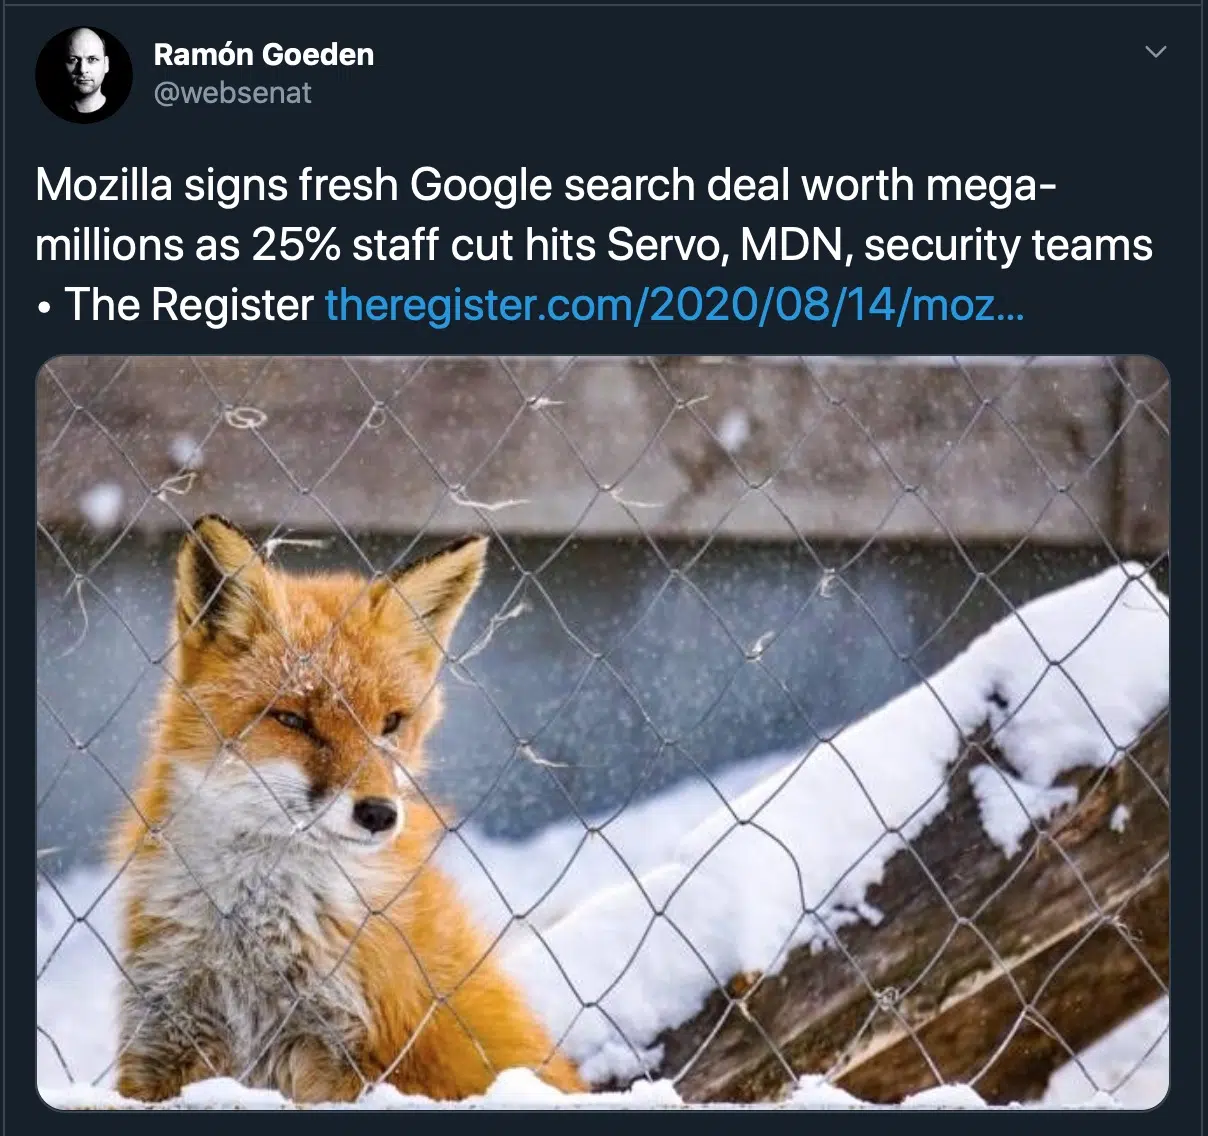 Ramón Goeden
@websenat
Mozilla signs fresh Google search deal worth mega-
millions as 25% staff cut hits Servo, MDN, security teams
• The Register theregister.com/2020/08/14/moz...